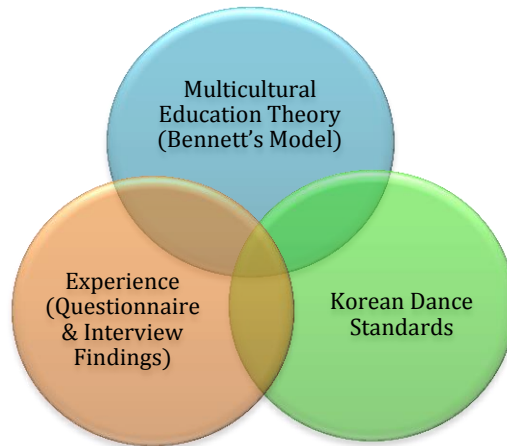 Multicultural
Education Theory
(Bennett’s Model)
Experience
(Questionnaire
& Interview
Findings)
Korean Dance
Standards